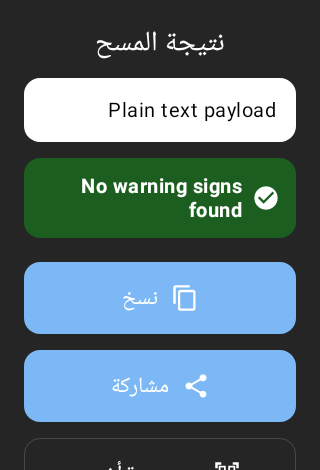 نتيجة المسح
Plain text payload
No warning signs
found
نسخ
مشاركة